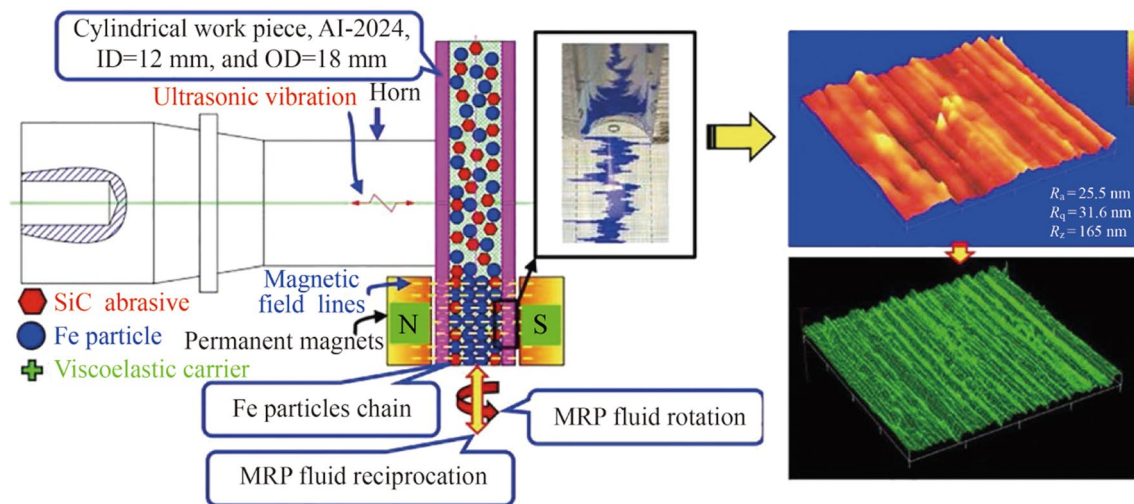 Cylindrical work piece, AI-2024,
ID=12 mm, and OD=18 mm
Ultrasonic vibration
Horn
Magnetic
field lines
SiC abrasive
Fe particle
Viscoelastic carrier
Permanent magnets
N
S
Fe particles chain
MRP fluid rotation
MRP fluid reciprocation
Ra = 25.5 nm
Rq = 31.6 nm
Rz = 165 nm